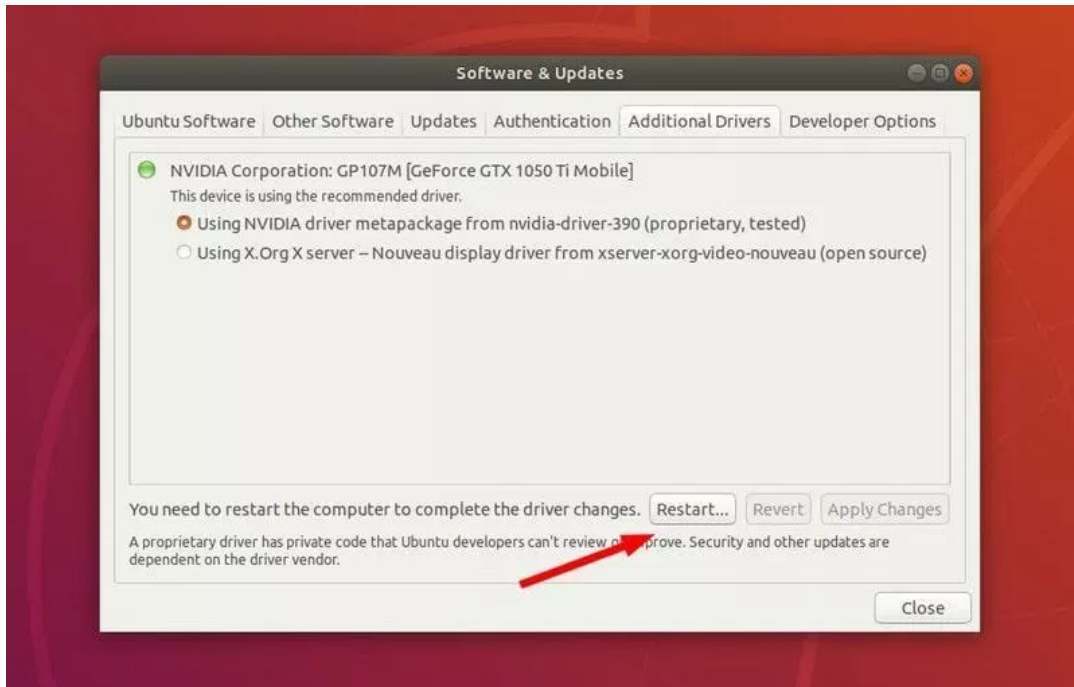 Software & Updates
Ubuntu Software Other Software Updates Authentication Additional Drivers Developer Options
NVIDIA Corporation: GP107M [GeForce GTX 1050 Ti Mobile]
This device is using the recommended driver.
Using NVIDIA driver metapackage from nvidia-driver-390 (proprietary, tested)
Using X.Org X server – Nouveau display driver from xserver-xorg-video-nouveau (open source)
You need to restart the computer to complete the driver changes. Restart... Revert Apply Changes
A proprietary driver has private code that Ubuntu developers can't review or improve. Security and other updates are
dependent on the driver vendor.
Close